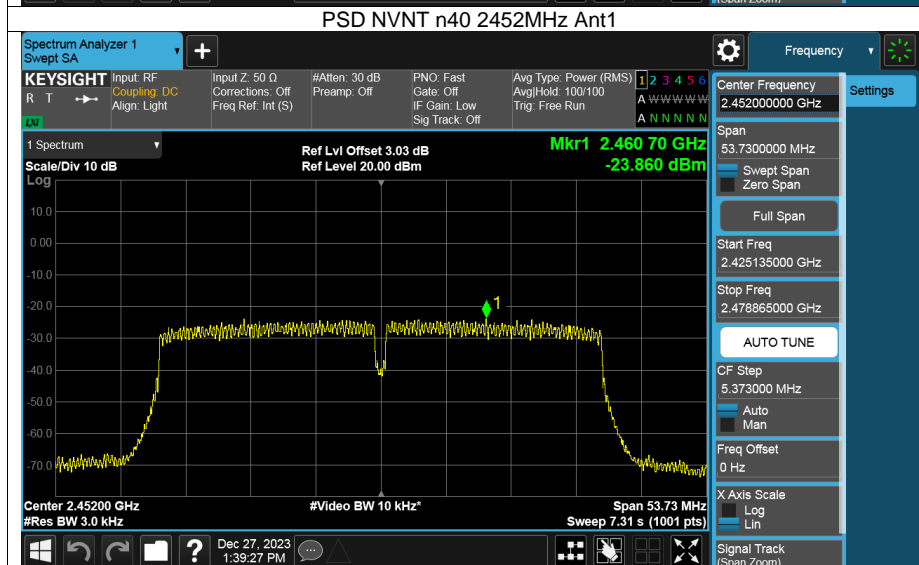 (Span Zoom)
PSD NVNT n40 2452MHz Ant1
Spectrum Analyzer 1
Swept SA
+
Frequency
KEYSIGHT
R T
LXI
Input: RF
Coupling: DC
Align: Light
Input Z: 50 Ω
Corrections: Off
Freq Ref: Int (S)
#Atten: 30 dB
Preamp: Off
PNO: Fast
Gate: Off
IF Gain: Low
Sig Track: Off
Avg Type: Power (RMS)
Avg|Hold: 100/100
Trig: Free Run
1 2 3 4 5 6
A W W W W W
A N N N N N
Settings
Center Frequency
2.452000000 GHz
Span
53.7300000 MHz
Swept Span
Zero Span
Full Span
Start Freq
2.425135000 GHz
Stop Freq
2.478865000 GHz
AUTO TUNE
CF Step
5.373000 MHz
Auto
Man
Freq Offset
0 Hz
X Axis Scale
Log
Lin
Signal Track
(Span Zoom)
1 Spectrum
Scale/Div 10 dB
Log
Ref Lvl Offset 3.03 dB
Ref Level 20.00 dBm
Mkr1 2.460 70 GHz
-23.860 dBm
10.0
0.00
-10.0
-20.0
-30.0
-40.0
-50.0
-60.0
-70.0
1
Center 2.45200 GHz
#Res BW 3.0 kHz
#Video BW 10 kHz*
Span 53.73 MHz
Sweep 7.31 s (1001 pts)
?
Dec 27, 2023
1:39:27 PM